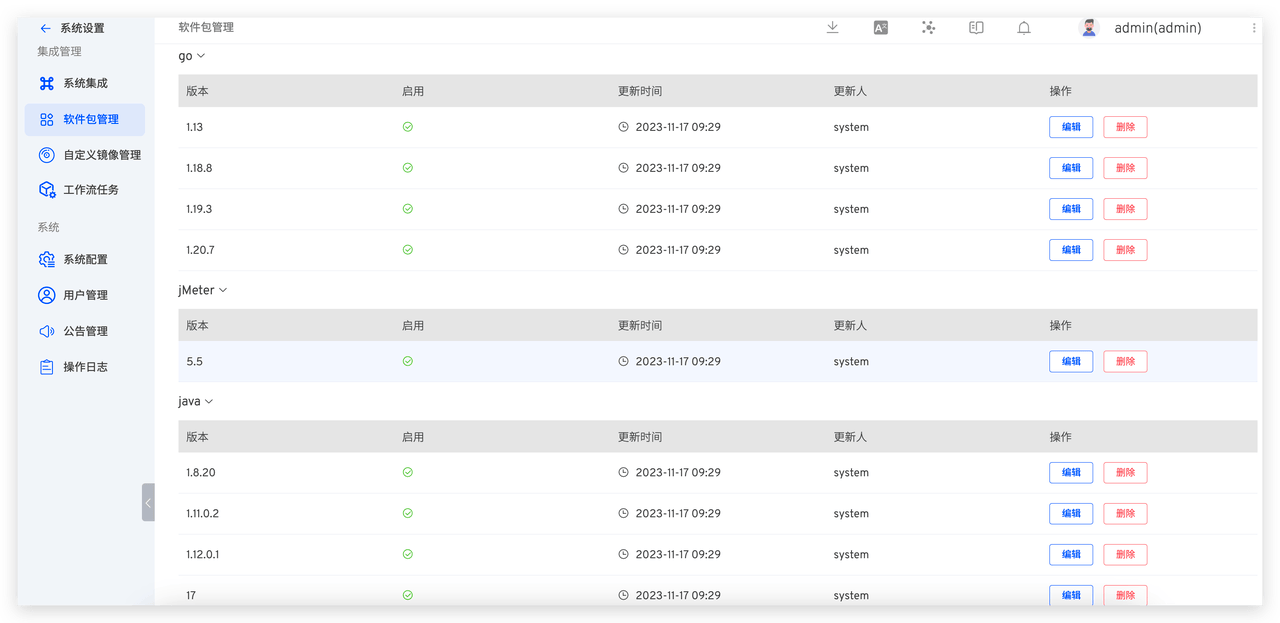 系统设置
集成管理
系统集成
软件包管理
自定义镜像管理
工作流任务
系统
系统配置
用户管理
公告管理
操作日志
软件包管理 admin(admin)
go
版本 启用 更新时间 更新人 操作
1.13 2023-11-17 09:29 system 编辑 删除
1.18.8 2023-11-17 09:29 system 编辑 删除
1.19.3 2023-11-17 09:29 system 编辑 删除
1.20.7 2023-11-17 09:29 system 编辑 删除
jMeter
版本 启用 更新时间 更新人 操作
5.5 2023-11-17 09:29 system 编辑 删除
java
版本 启用 更新时间 更新人 操作
1.8.20 2023-11-17 09:29 system 编辑 删除
1.11.0.2 2023-11-17 09:29 system 编辑 删除
1.12.0.1 2023-11-17 09:29 system 编辑 删除
17 2023-11-17 09:29 system 编辑 删除